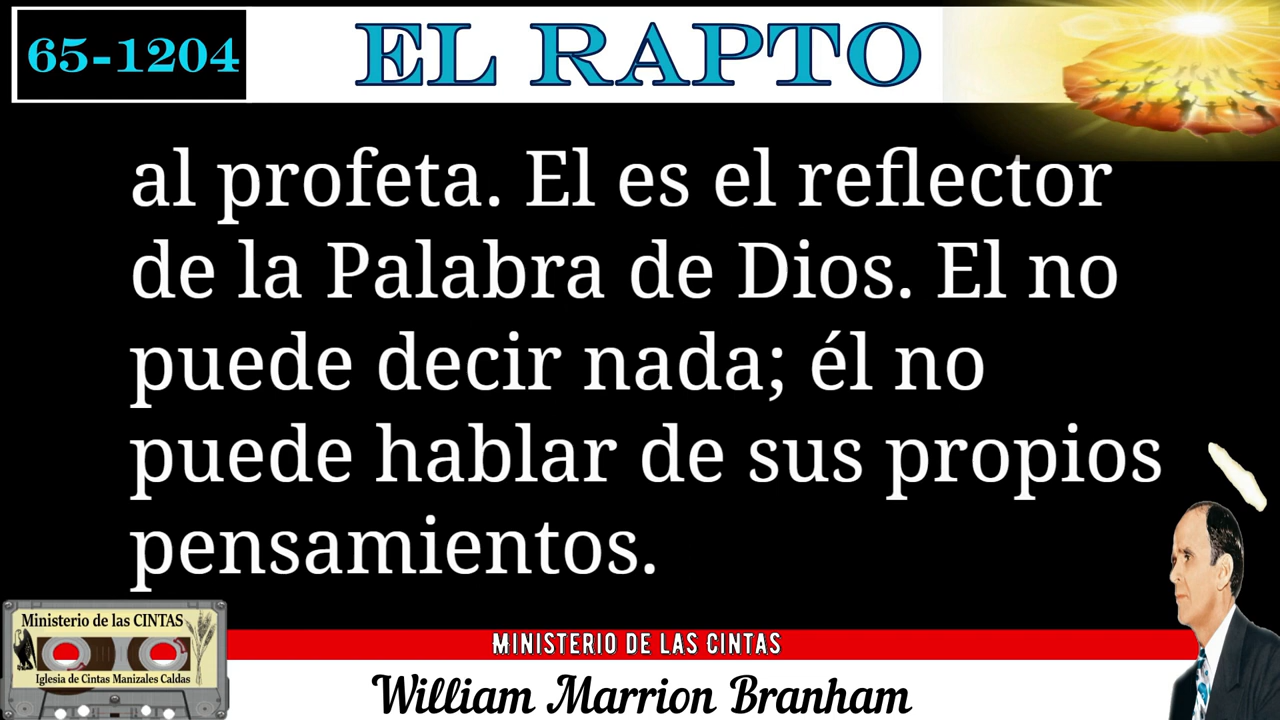 65-1204
EL RAPTO
al profeta. El es el reflector
de la Palabra de Dios. El no
puede decir nada; él no
puede hablar de sus propios
pensamientos.
Ministerio de las CINTAS
Iglesia de Cintas Manizales Caldas
MINISTERIO DE LAS CINTAS
William Marrion Branham